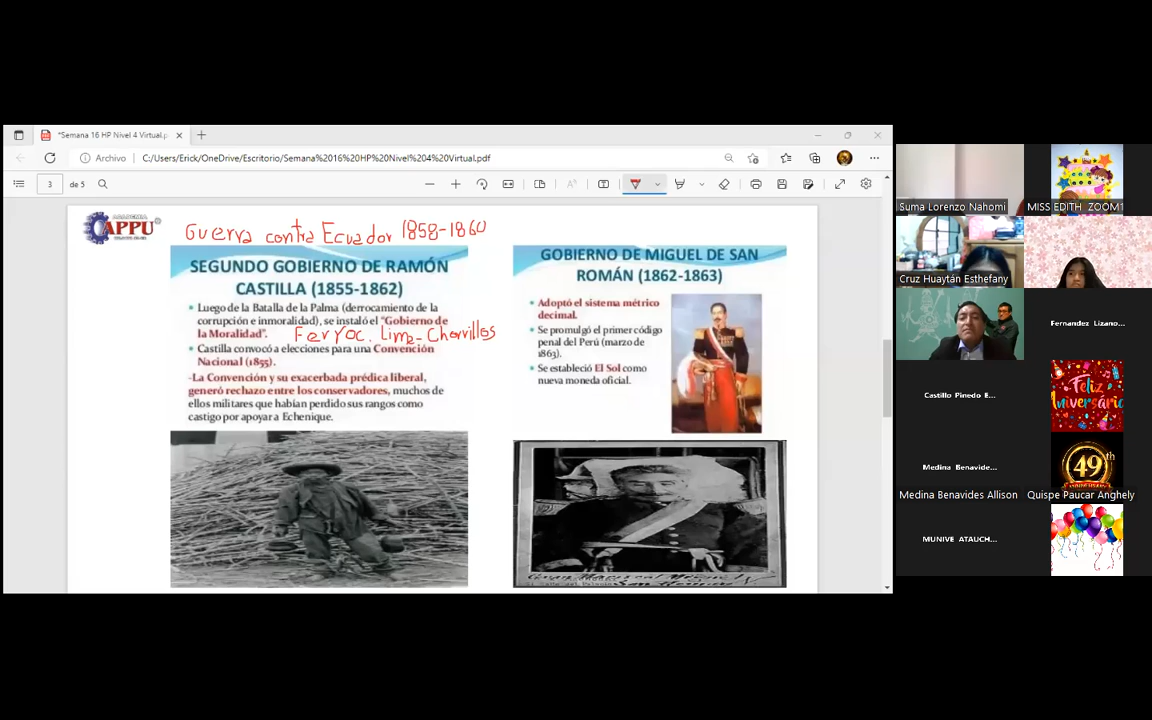 *Semana 16 HP Nivel 4 Virtual.p
Archivo
C:/Users/Erick/OneDrive/Escritorio/Semana%2016%20HP%20Nivel%204%20Virtual.pdf
3 de 5
ACADEMIA
APPU
Guerra contra Ecuador 1858-1860
SEGUNDO GOBIERNO DE RAMÓN
CASTILLA (1855-1862)
Luego de la Batalla de la Palma (derrocamiento de la
corrupción e inmoralidad), se instaló el "Gobierno de
la Moralidad".
Ferroc. Lima-Chorrillos
Castilla convocó a elecciones para una Convención
Nacional (1855).
-La Convención y su exacerbada prédica liberal,
generó rechazo entre los conservadores, muchos de
ellos militares que habían perdido sus rangos como
castigo por apoyar a Echenique.
GOBIERNO DE MIGUEL DE SAN
ROMÁN (1862-1863)
Adoptó el sistema métrico
decimal.
Se promulgó el primer código
penal del Perú (marzo de
1863).
Se estableció El Sol como
nueva moneda oficial.
San Román
Suma Lorenzo Nahomi
MISS EDITH ZOOM1
Cruz Huaytán Esthefany
Fernandez Lizano...
Castillo Pinedo E...
Feliz
Aniversario
Medina Benavide...
49th
Medina Benavides Allison
Quispe Paucar Anghely
MUNIVE ATAUCH...